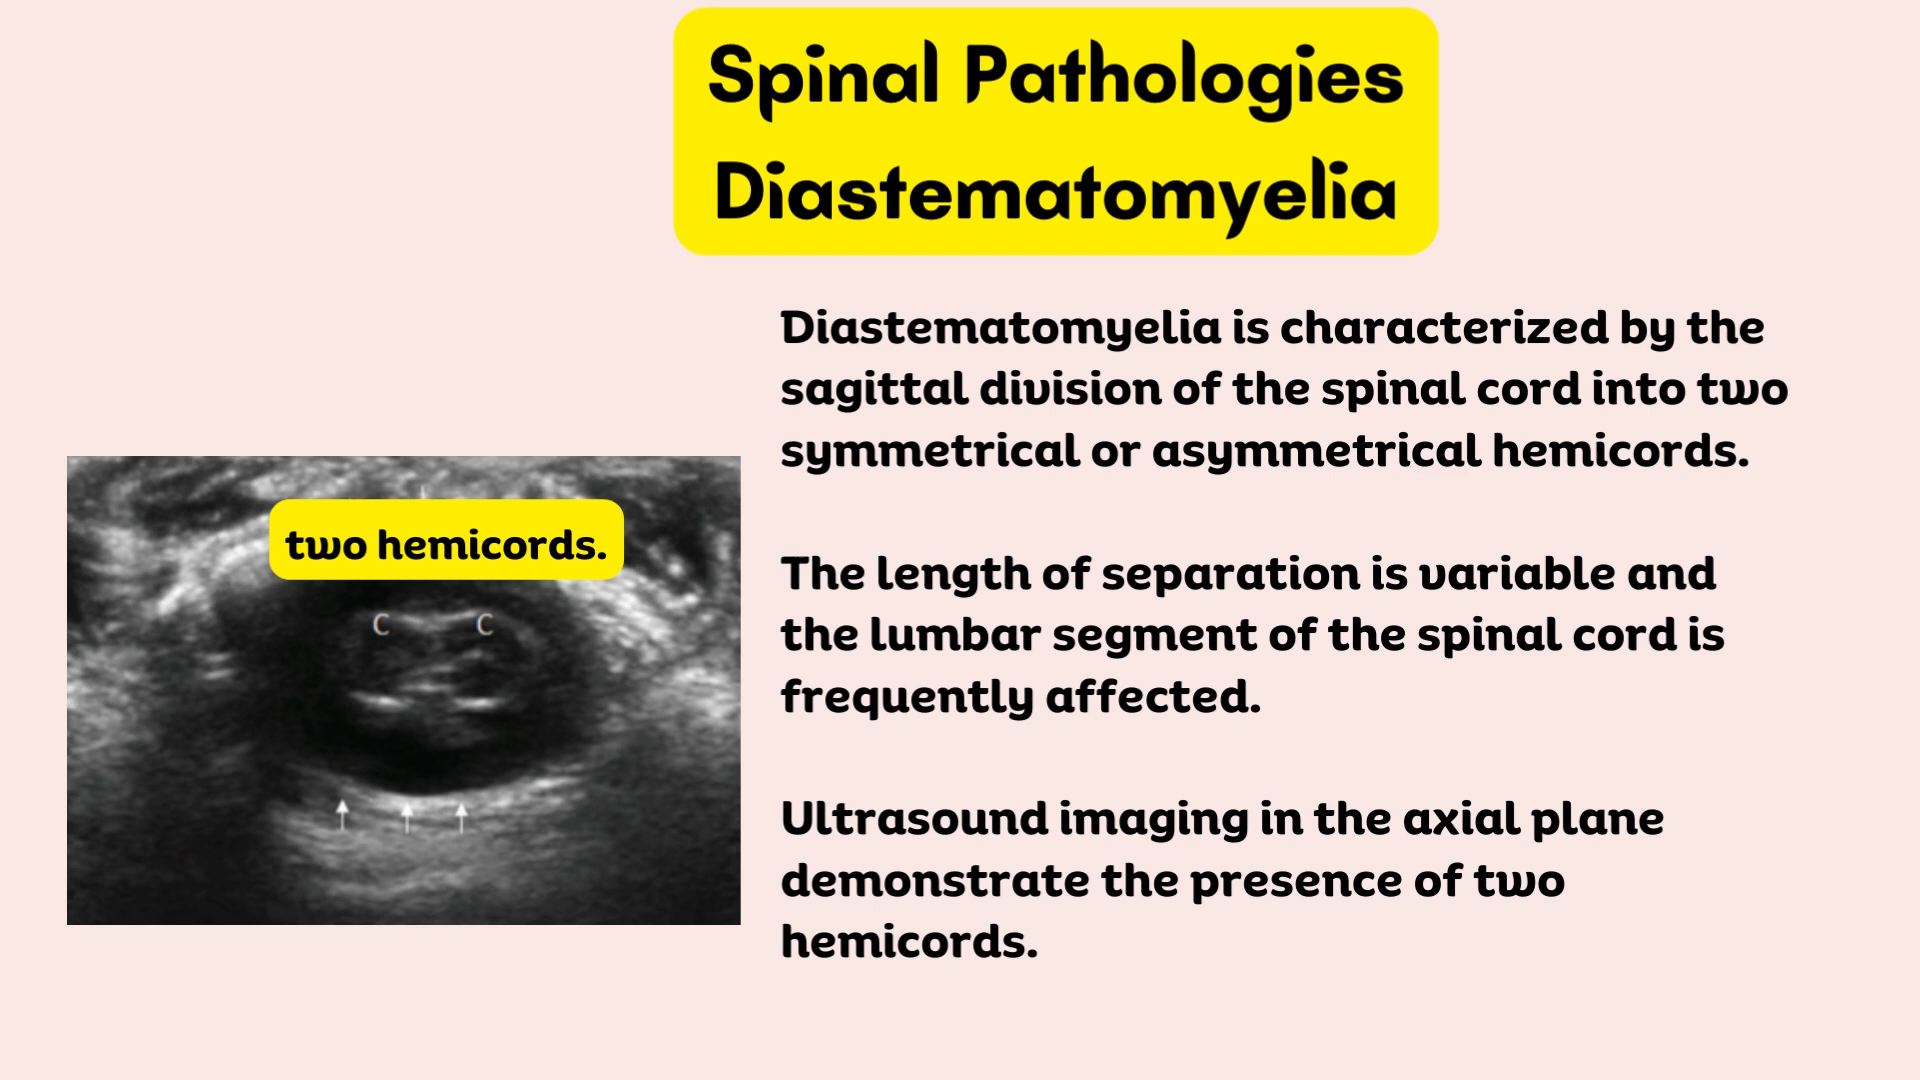 Spinal Pathologies
Diastematomyelia
Diastematomyelia is characterized by the
sagittal division of the spinal cord into two
symmetrical or asymmetrical hemicords.
The length of separation is variable and
the lumbar segment of the spinal cord is
frequently affected.
Ultrasound imaging in the axial plane
demonstrate the presence of two
hemicords.
two hemicords.
C C